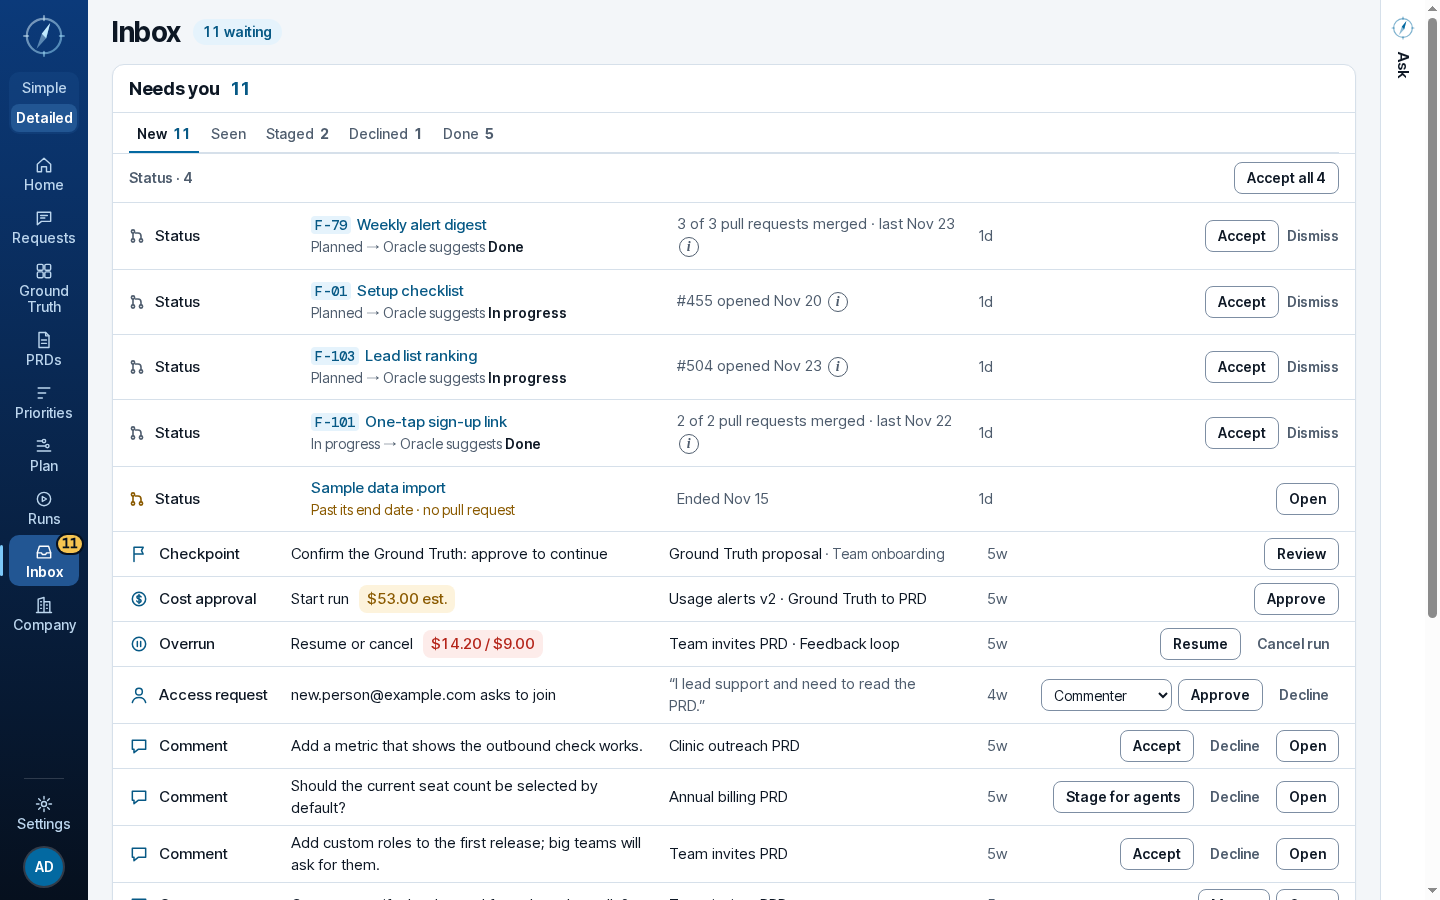 Simple
Detailed
Home
Requests
Ground
Truth
PRDs
Priorities
Plan
Runs
11
Inbox
Company
Settings
AD
Inbox 11 waiting
Needs you 11
New 11 Seen Staged 2 Declined 1 Done 5
Status · 4 Accept all 4
Status F-79 Weekly alert digest 3 of 3 pull requests merged · last Nov 23 1d Accept Dismiss
Planned → Oracle suggests Done i
Status F-01 Setup checklist #455 opened Nov 20 i 1d Accept Dismiss
Planned → Oracle suggests In progress
Status F-103 Lead list ranking #504 opened Nov 23 i 1d Accept Dismiss
Planned → Oracle suggests In progress
Status F-101 One-tap sign-up link 2 of 2 pull requests merged · last Nov 22 1d Accept Dismiss
In progress → Oracle suggests Done i
Status Sample data import Ended Nov 15 1d Open
Past its end date · no pull request
Checkpoint Confirm the Ground Truth: approve to continue Ground Truth proposal · Team onboarding 5w Review
Cost approval Start run $53.00 est. Usage alerts v2 · Ground Truth to PRD 5w Approve
Overrun Resume or cancel $14.20 / $9.00 Team invites PRD · Feedback loop 5w Resume Cancel run
Access request new.person@example.com asks to join “I lead support and need to read the 4w Commenter Approve Decline
PRD.”
Comment Add a metric that shows the outbound check works. Clinic outreach PRD 5w Accept Decline Open
Comment Should the current seat count be selected by Annual billing PRD 5w Stage for agents Decline Open
default?
Comment Add custom roles to the first release; big teams will Team invites PRD 5w Accept Decline Open
ask for them.
Ask